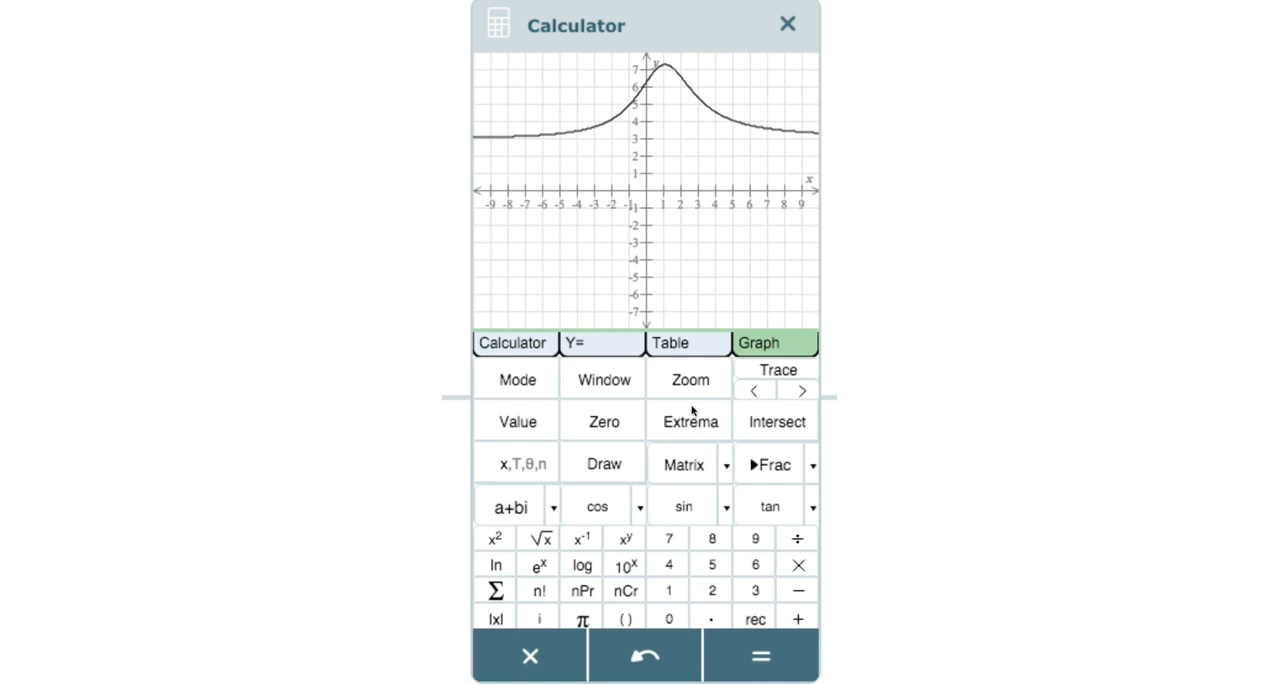 Calculator
y
7
6
5
4
3
2
1
x
-9 -8 -7 -6 -5 -4 -3 -2 -1 1 2 3 4 5 6 7 8 9
-1
-2
-3
-4
-5
-6
-7
Calculator Y= Table Graph
Mode Window Zoom Trace
< >
Value Zero Extrema Intersect
x,T,θ,n Draw Matrix ▶Frac
a+bi cos sin tan
x² √x x⁻¹ xʸ 7 8 9 ÷
ln eˣ log 10ˣ 4 5 6 ×
Σ n! nPr nCr 1 2 3 −
|x| i π ( ) 0 . rec +
=